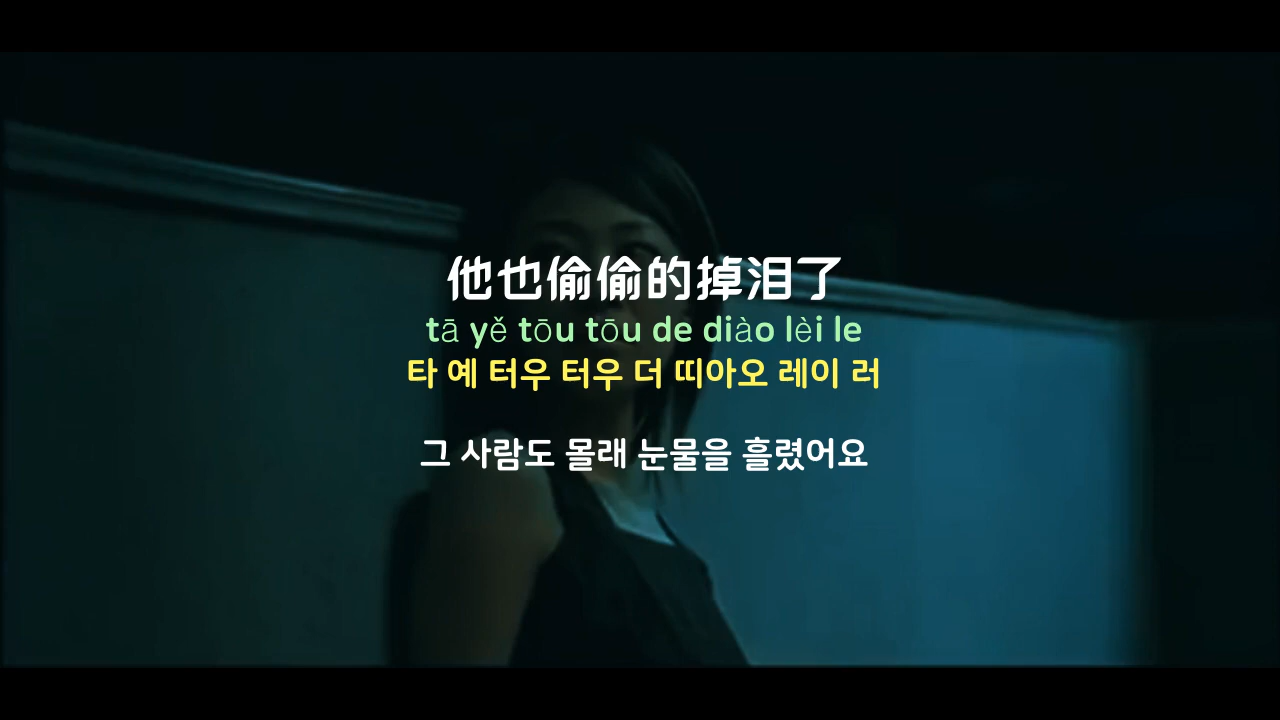 他也偷偷的掉泪了
tā yě tōu tōu de diào lèi le
타 예 터우 터우 더 띠아오 레이 러
그 사람도 몰래 눈물을 흘렸어요